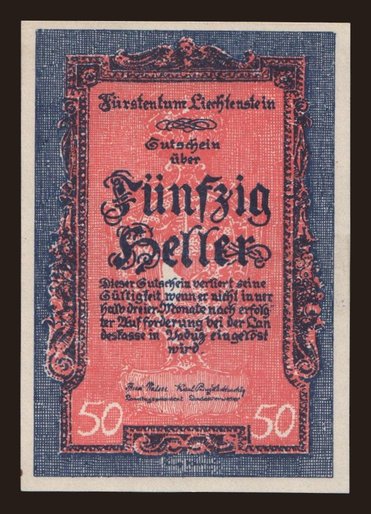 Fürstentum Liechtenstein
Gutschein
über
Fünfzig
Heller
Dieser Gutschein verliert seine
Gültigkeit wenn er nicht in ner
halb dreier Monate nach erfolg
ter Aufforderung bei der Lan
deskasse in Vaduz eingelöst
wird.
50 50